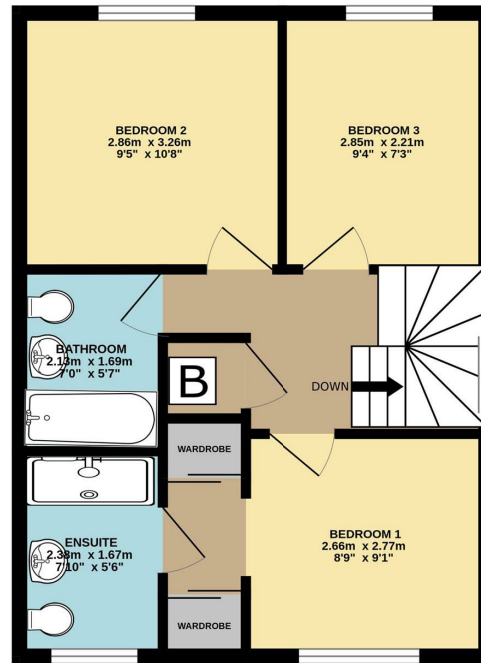 BEDROOM 2
2.86m x 3.26m
9'5" x 10'8"
BEDROOM 3
2.85m x 2.21m
9'4" x 7'3"
BATHROOM
2.13m x 1.69m
7'0" x 5'7"
B
DOWN
WARDROBE
ENSUITE
2.38m x 1.67m
7'10" x 5'6"
BEDROOM 1
2.66m x 2.77m
8'9" x 9'1"
WARDROBE